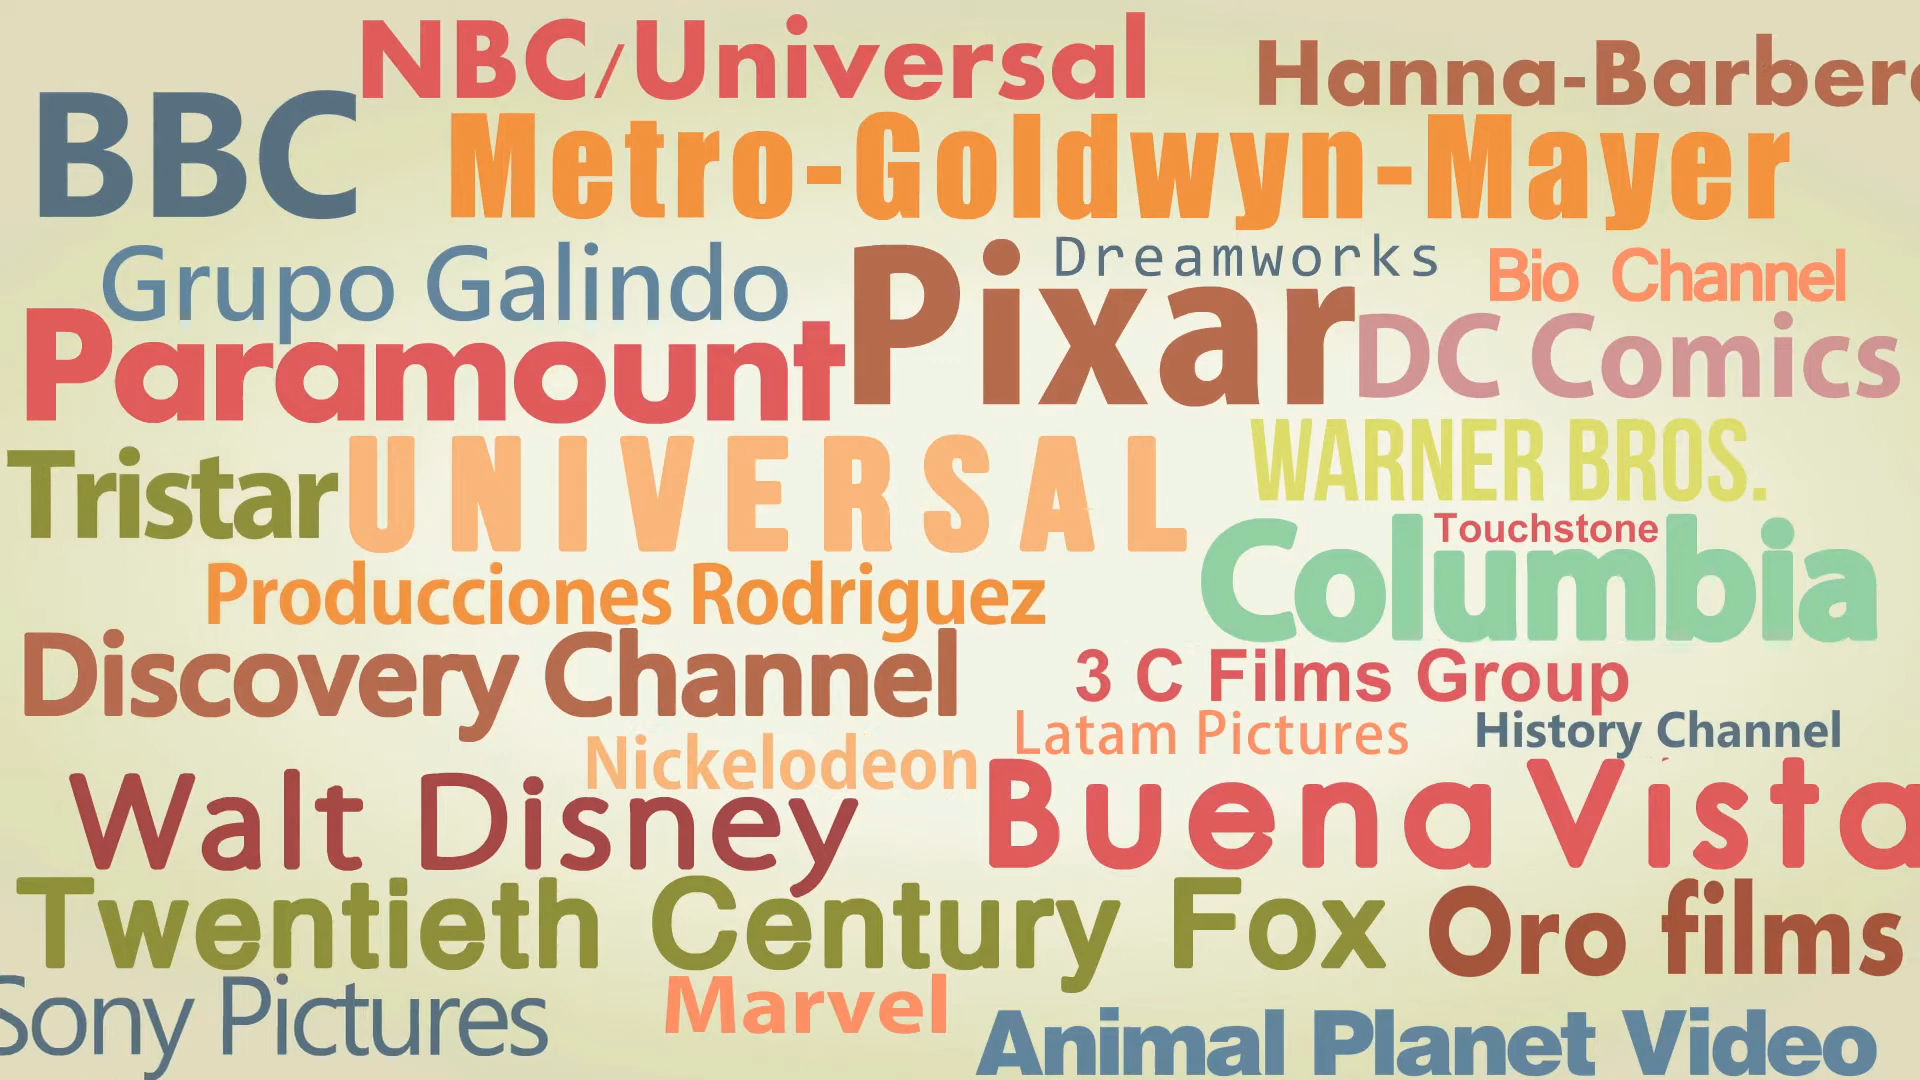 NBC/Universal
Hanna-Barbera
BBC
Metro-Goldwyn-Mayer
Grupo Galindo
Pixar
Dreamworks
Bio Channel
Paramount
DC Comics
Tristar
UNIVERSAL
WARNER BROS.
Touchstone
Columbia
Producciones Rodriguez
Discovery Channel
3 C Films Group
Latam Pictures
History Channel
Nickelodeon
Walt Disney
Buena Vista
Twentieth Century Fox
Oro films
Sony Pictures
Marvel
Animal Planet Video